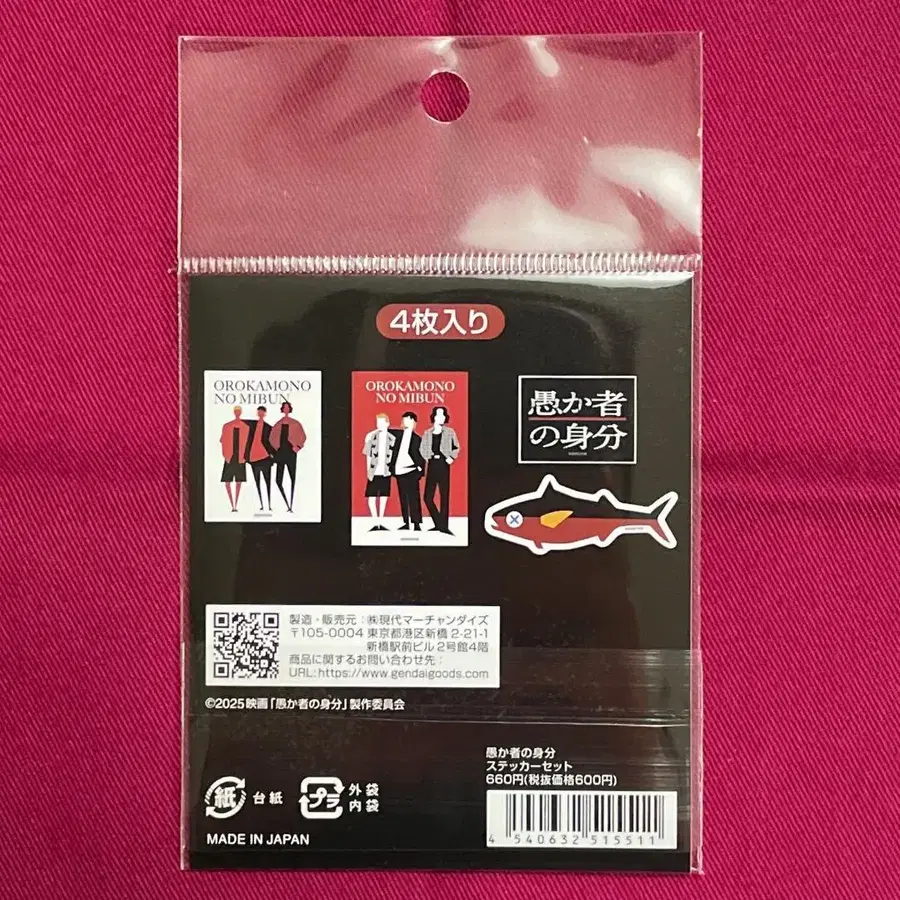 4枚入り
OROKAMONO
NO MIBUN
OROKAMONO
NO MIBUN
愚か者
の身分
製造・販売元：㈱現代マーチャンダイズ
〒105-0004 東京都港区新橋 2-21-1
新橋駅前ビル 2号館4階
商品に関するお問い合わせ先：
URL: https://www.gendaigoods.com
©2025映画「愚か者の身分」製作委員会
愚か者の身分
ステッカーセット
660円(税抜価格600円)
紙 台紙
プラ 外袋
内袋
MADE IN JAPAN
4 540632 515511